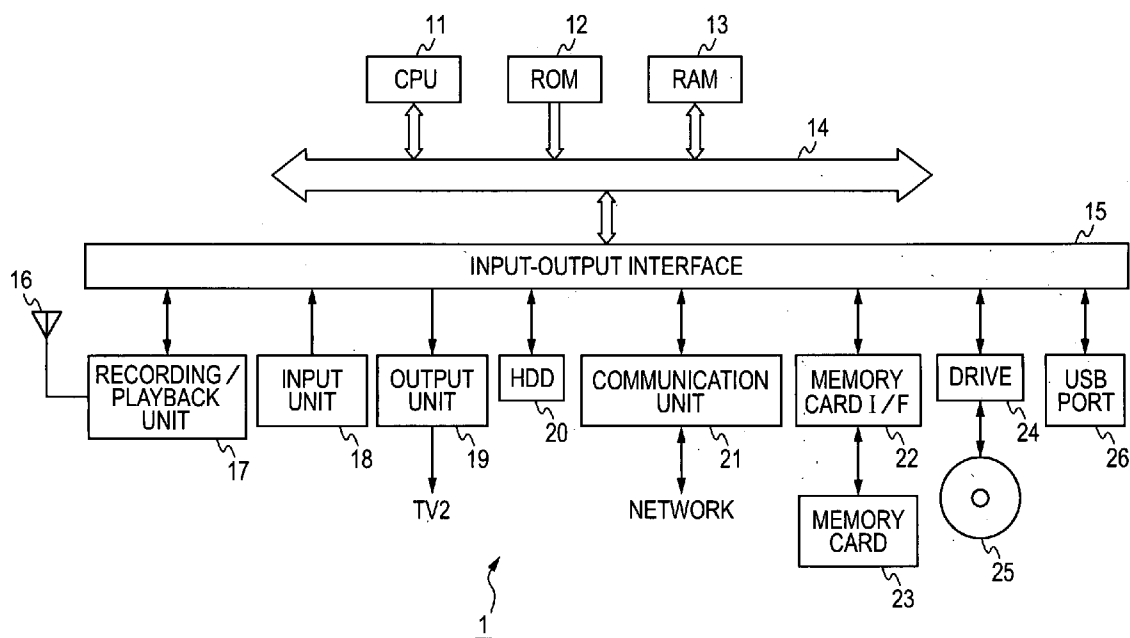 11
12
13
CPU
ROM
RAM
14
15
INPUT-OUTPUT INTERFACE
16
RECORDING /
PLAYBACK
UNIT
17
INPUT
UNIT
18
OUTPUT
UNIT
19
HDD
20
COMMUNICATION
UNIT
21
MEMORY
CARD I/F
22
DRIVE
24
USB
PORT
26
TV2
NETWORK
MEMORY
CARD
23
25
1